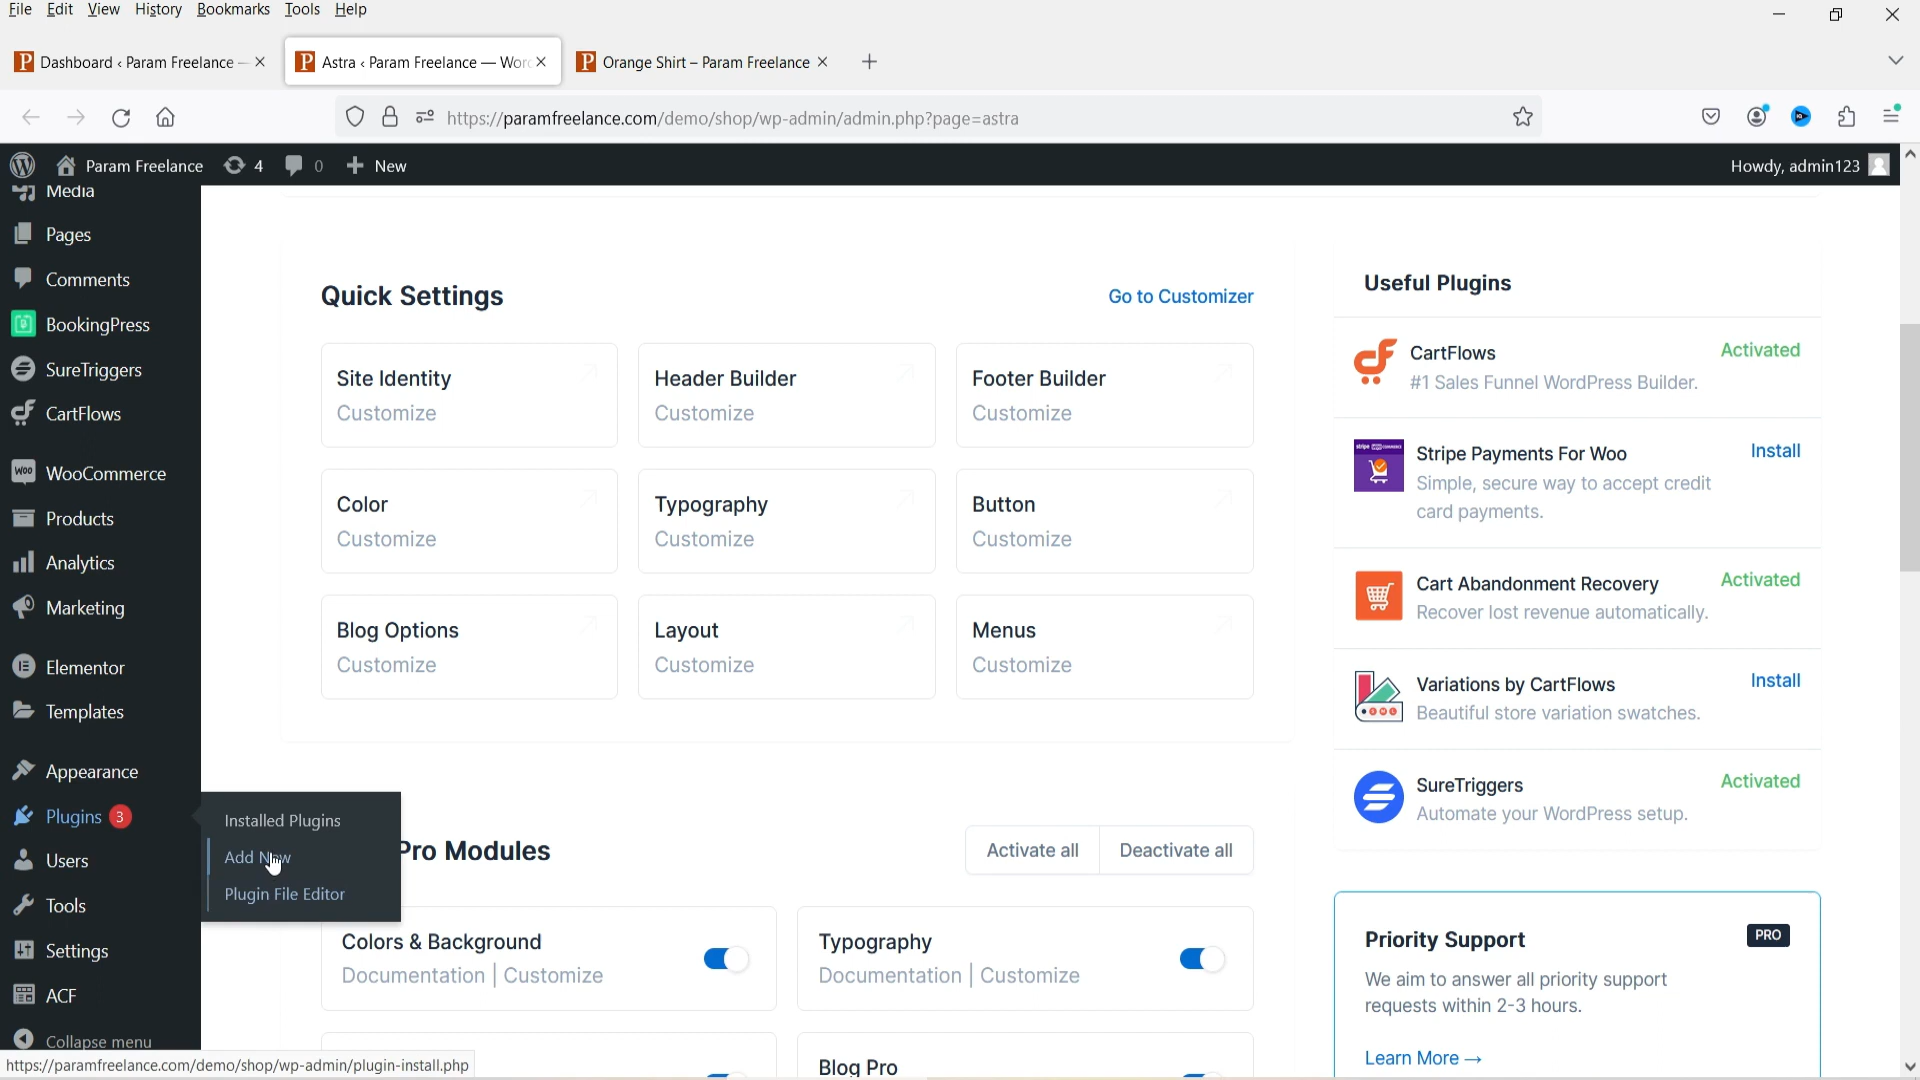 File Edit View History Bookmarks Tools Help
Dashboard ‹ Param Freelance —
Astra ‹ Param Freelance — Word
Orange Shirt – Param Freelance
https://paramfreelance.com/demo/shop/wp-admin/admin.php?page=astra
Param Freelance 4 0 New
Howdy, admin123
Media
Pages
Comments
BookingPress
SureTriggers
CartFlows
WooCommerce
Products
Analytics
Marketing
Elementor
Templates
Appearance
Plugins 3
Users
Tools
Settings
ACF
Collapse menu
Installed Plugins
Add New
Plugin File Editor
https://paramfreelance.com/demo/shop/wp-admin/plugin-install.php
Quick Settings
Go to Customizer
Site Identity
Customize
Header Builder
Customize
Footer Builder
Customize
Color
Customize
Typography
Customize
Button
Customize
Blog Options
Customize
Layout
Customize
Menus
Customize
Pro Modules
Activate all
Deactivate all
Colors & Background
Documentation | Customize
Typography
Documentation | Customize
Blog Pro
Useful Plugins
CartFlows
Activated
#1 Sales Funnel WordPress Builder.
Stripe Payments For Woo
Install
Simple, secure way to accept credit
card payments.
Cart Abandonment Recovery
Activated
Recover lost revenue automatically.
Variations by CartFlows
Install
Beautiful store variation swatches.
SureTriggers
Activated
Automate your WordPress setup.
Priority Support
PRO
We aim to answer all priority support
requests within 2-3 hours.
Learn More →